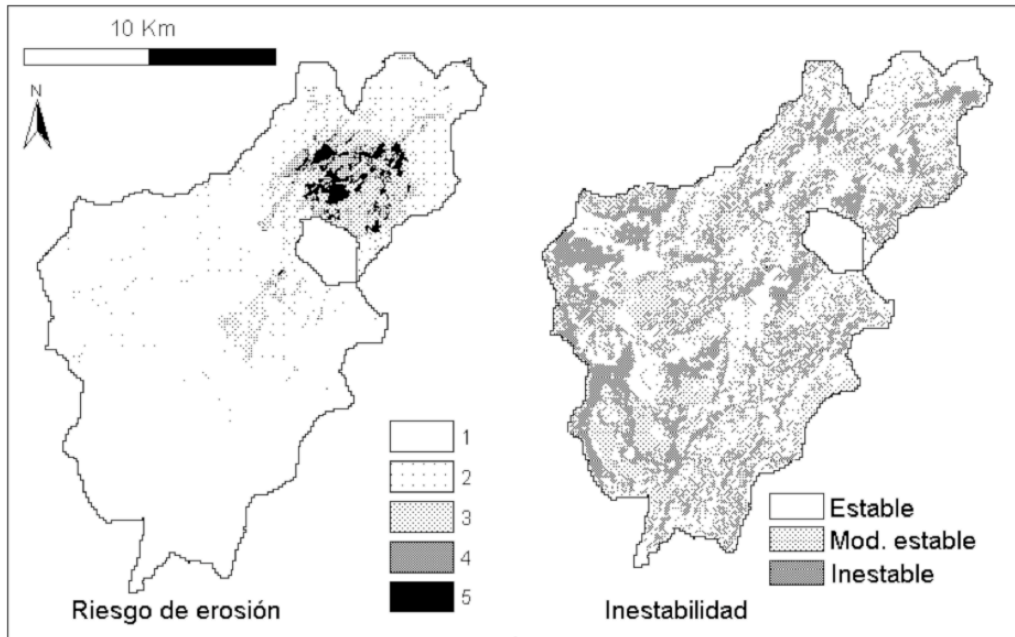 10 Km
N
1
2
3
4
5
Riesgo de erosión
Estable
Mod. estable
Inestable
Inestabilidad